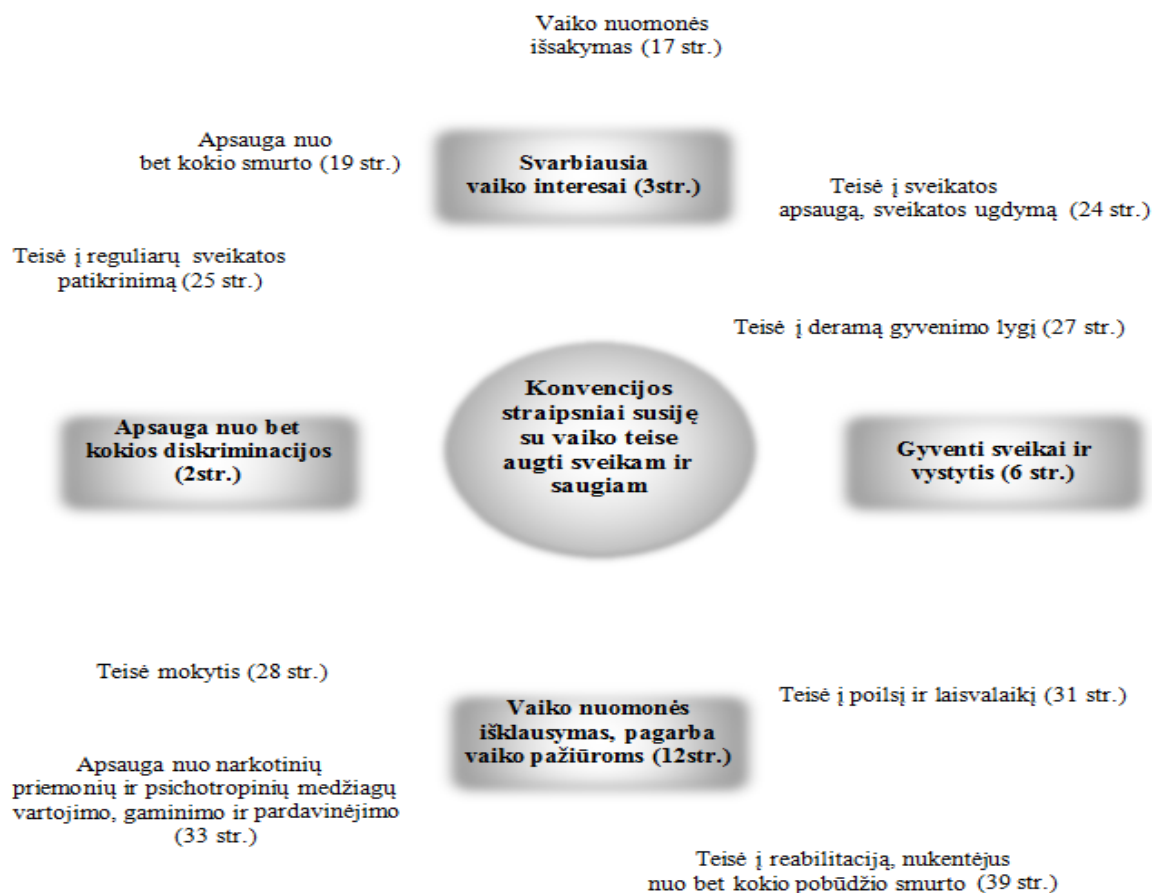 Vaiko nuomonės
išsakymas (17 str.)
Apsauga nuo
bet kokio smurto (19 str.)
Svarbiausia
vaiko interesai (3str.)
Teisė į sveikatos
apsaugą, sveikatos ugdymą (24 str.)
Teisė į reguliarų sveikatos
patikrinimą (25 str.)
Teisė į deramą gyvenimo lygį (27 str.)
Konvencijos
straipsniai susiję
su vaiko teise
augti sveikam ir
saugiam
Apsauga nuo bet
kokios diskriminacijos
(2str.)
Gyventi sveikai ir
vystytis (6 str.)
Teisė mokytis (28 str.)
Teisė į poilsį ir laisvalaikį (31 str.)
Vaiko nuomonės
išklausymas, pagarba
vaiko pažiūroms (12str.)
Apsauga nuo narkotinių
priemonių ir psichotropinių medžiagų
vartojimo, gaminimo ir pardavinėjimo
(33 str.)
Teisė į reabilitaciją, nukentėjus
nuo bet kokio pobūdžio smurto (39 str.)